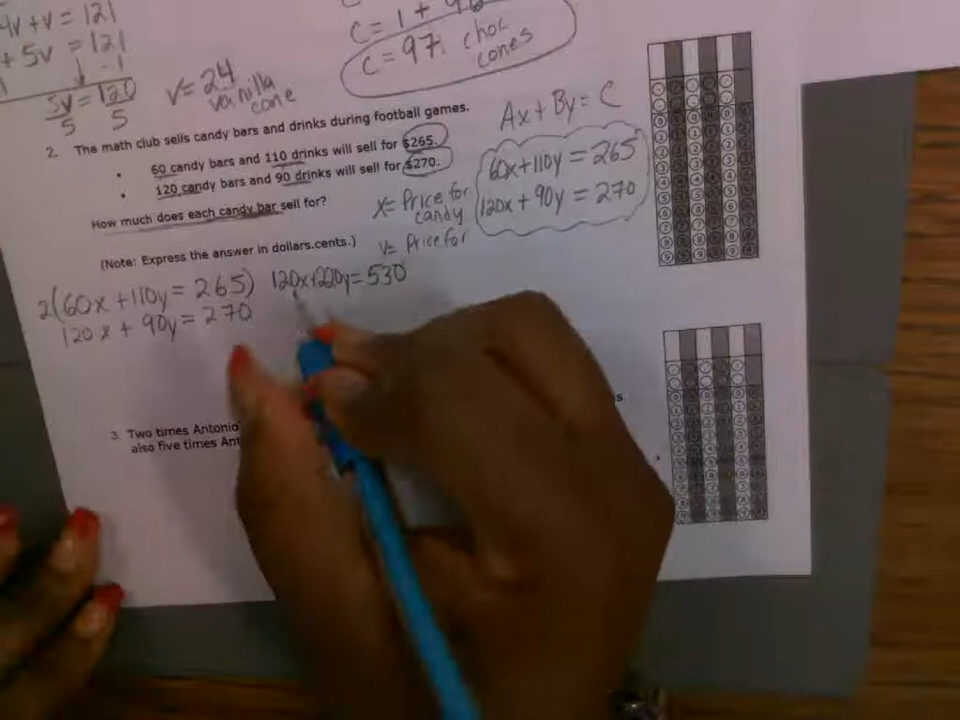 4v + v = 121
+ 5v = 121
- 1
5v = 120
5 5
v = 24
vanilla
cone
c = 1 + 96
c = 97 choc
cones
2. The math club sells candy bars and drinks during football games.
• 60 candy bars and 110 drinks will sell for $265.
• 120 candy bars and 90 drinks will sell for $270.
How much does each candy bar sell for?
(Note: Express the answer in dollars.cents.)
Ax + By = C
60x + 110y = 265
120x + 90y = 270
x = Price for
candy
y = Price for
2(60x + 110y = 265)
120x + 90y = 270
120x + 220y = 530
3. Two times Antonio
also five times Ant